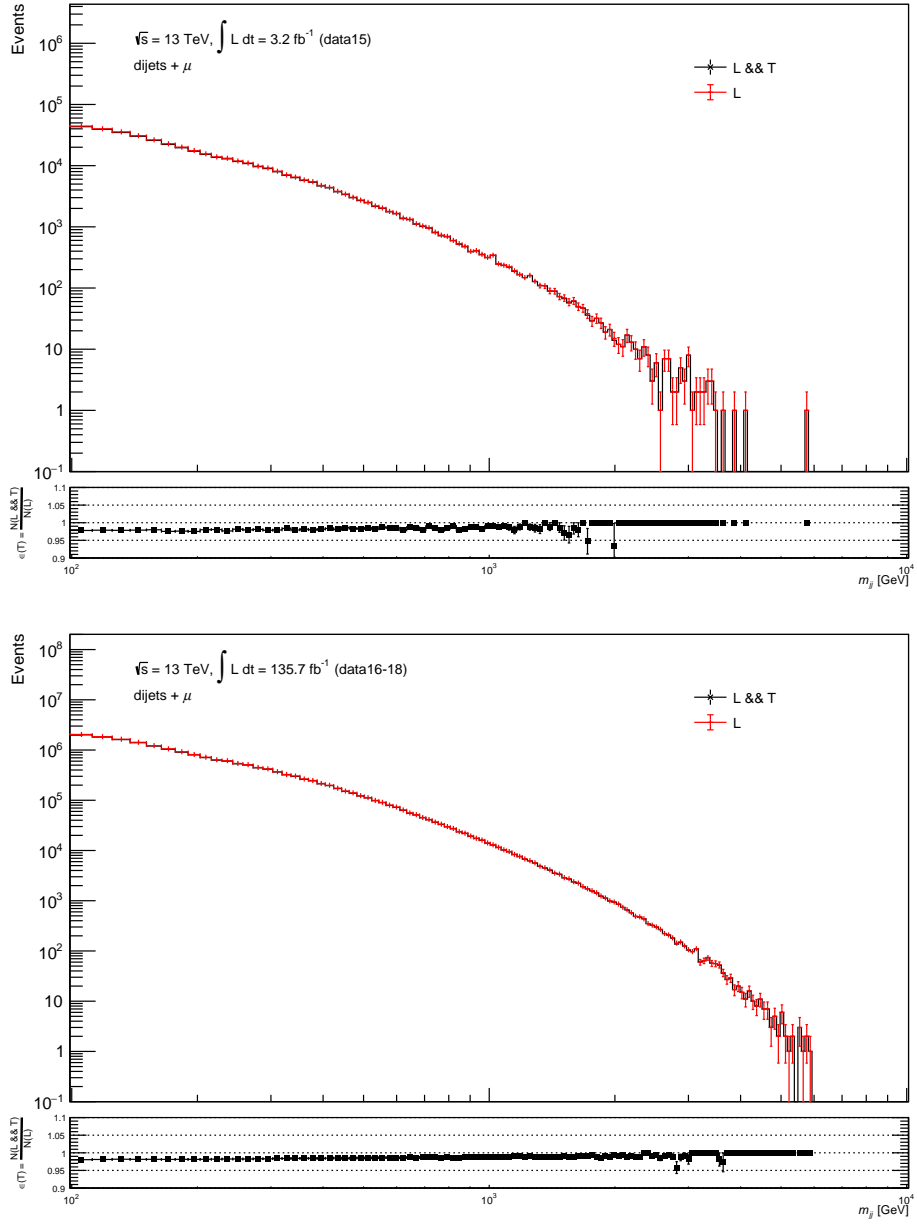 Events
√s = 13 TeV, ∫ L dt = 3.2 fb⁻¹ (data15)
dijets + μ
L && T
L
10⁶
10⁵
10⁴
10³
10²
10
1
10⁻¹
∈(T) = N(L && T) / N(L)
1.1
1.05
1
0.95
0.9
10² 10³ 10⁴
m_jj [GeV]
Events
√s = 13 TeV, ∫ L dt = 135.7 fb⁻¹ (data16-18)
dijets + μ
L && T
L
10⁸
10⁷
10⁶
10⁵
10⁴
10³
10²
10
1
10⁻¹
∈(T) = N(L && T) / N(L)
1.1
1.05
1
0.95
0.9
10² 10³ 10⁴
m_jj [GeV]